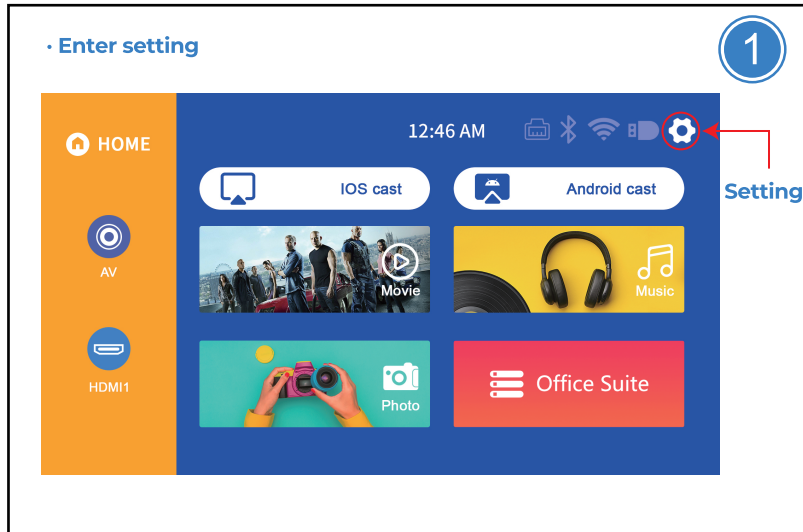 · Enter setting
1
HOME
12:46 AM
IOS cast
Android cast
Setting
AV
Movie
Music
HDMI1
Photo
Office Suite